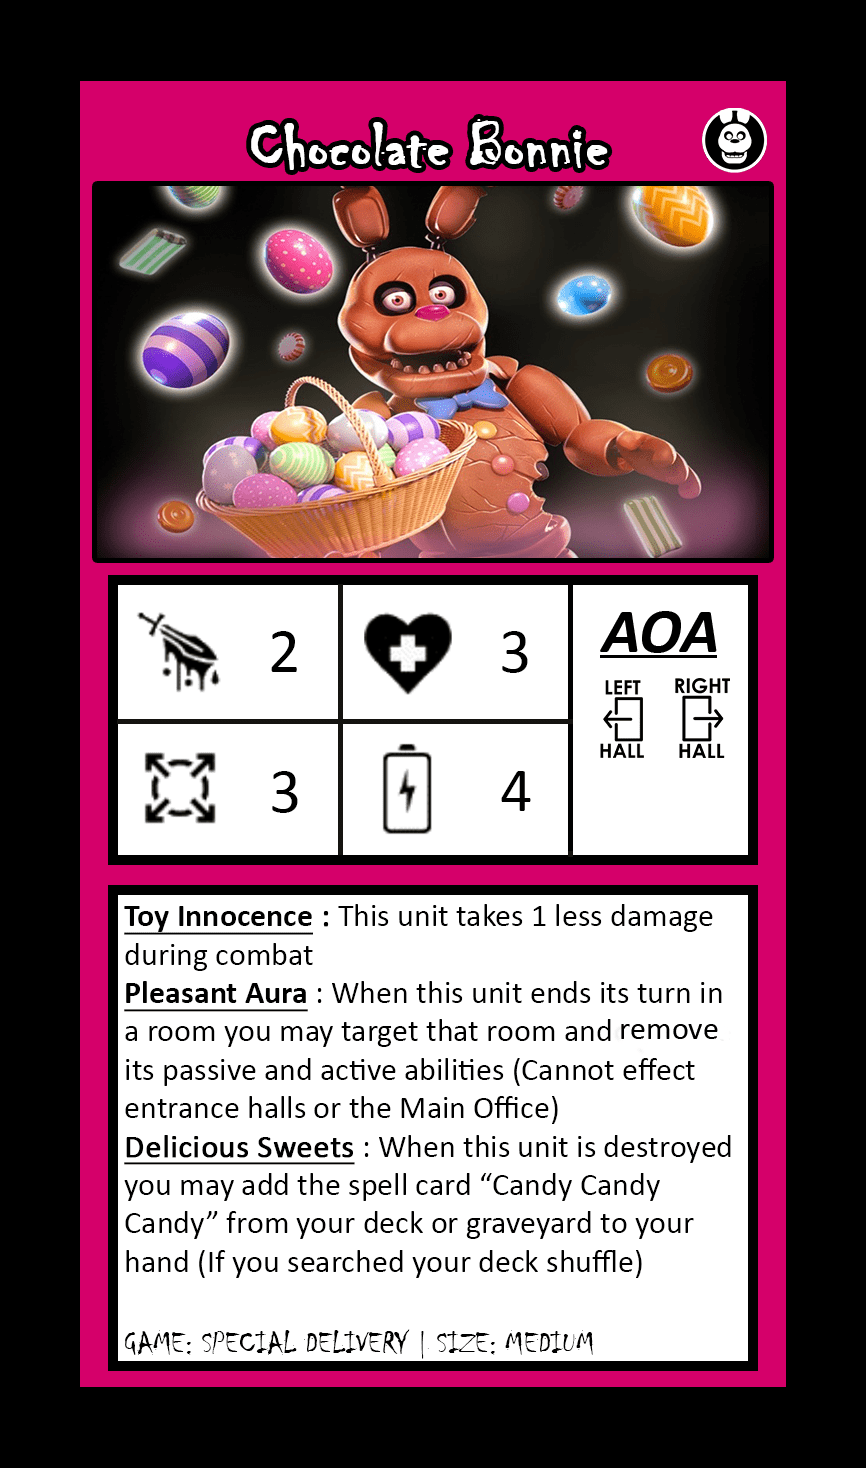 Chocolate Bonnie
2
3
AOA
LEFT RIGHT
HALL HALL
3
4
Toy Innocence : This unit takes 1 less damage
during combat
Pleasant Aura : When this unit ends its turn in
a room you may target that room and remove
its passive and active abilities (Cannot effect
entrance halls or the Main Office)
Delicious Sweets : When this unit is destroyed
you may add the spell card “Candy Candy
Candy” from your deck or graveyard to your
hand (If you searched your deck shuffle)
GAME: SPECIAL DELIVERY | SIZE: MEDIUM